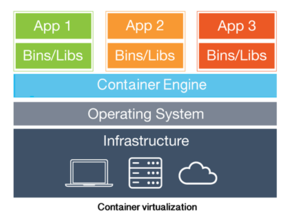 App 1
App 2
App 3
Bins/Libs
Bins/Libs
Bins/Libs
Container Engine
Operating System
Infrastructure
Container virtualization